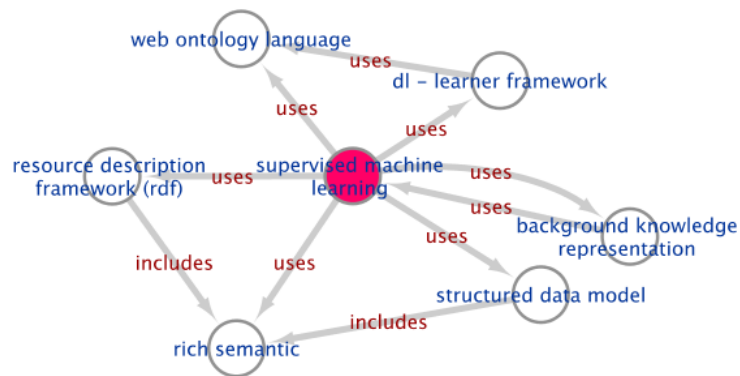 web ontology language
uses
dl – learner framework
uses
uses
resource description
framework (rdf)
uses
supervised machine
learning
uses
uses
background knowledge
representation
uses
includes
uses
structured data model
includes
rich semantic